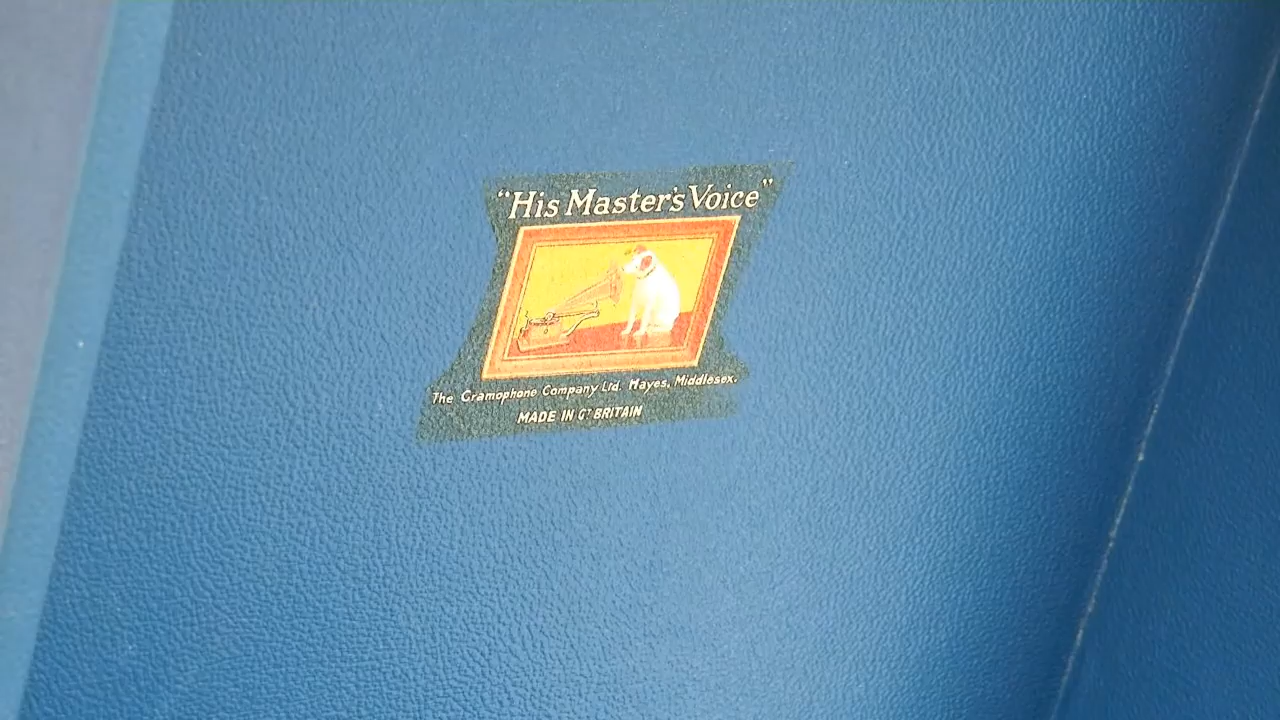 "His Master's Voice"
The Gramophone Company Ltd. Hayes, Middlesex.
MADE IN GT BRITAIN